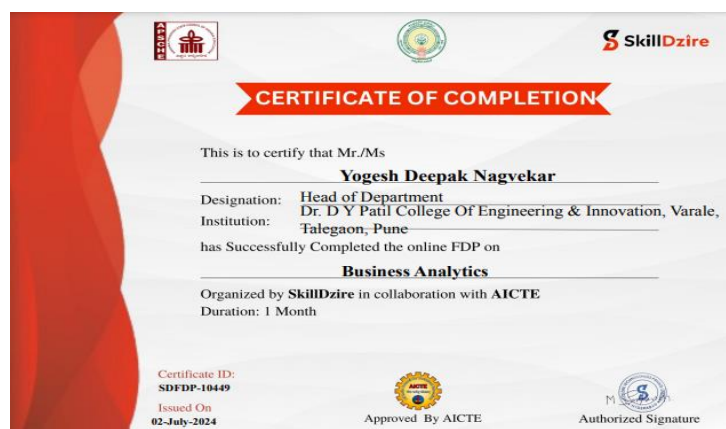 APSCHE
SkillDzire
CERTIFICATE OF COMPLETION
This is to certify that Mr./Ms
Yogesh Deepak Nagvekar
Designation: Head of Department
Institution: Dr. D Y Patil College Of Engineering & Innovation, Varale,
Talegaon, Pune
has Successfully Completed the online FDP on
Business Analytics
Organized by SkillDzire in collaboration with AICTE
Duration: 1 Month
Certificate ID:
SDFDP-10449
Issued On
02-July-2024
AICTE
Approved By AICTE
Authorized Signature